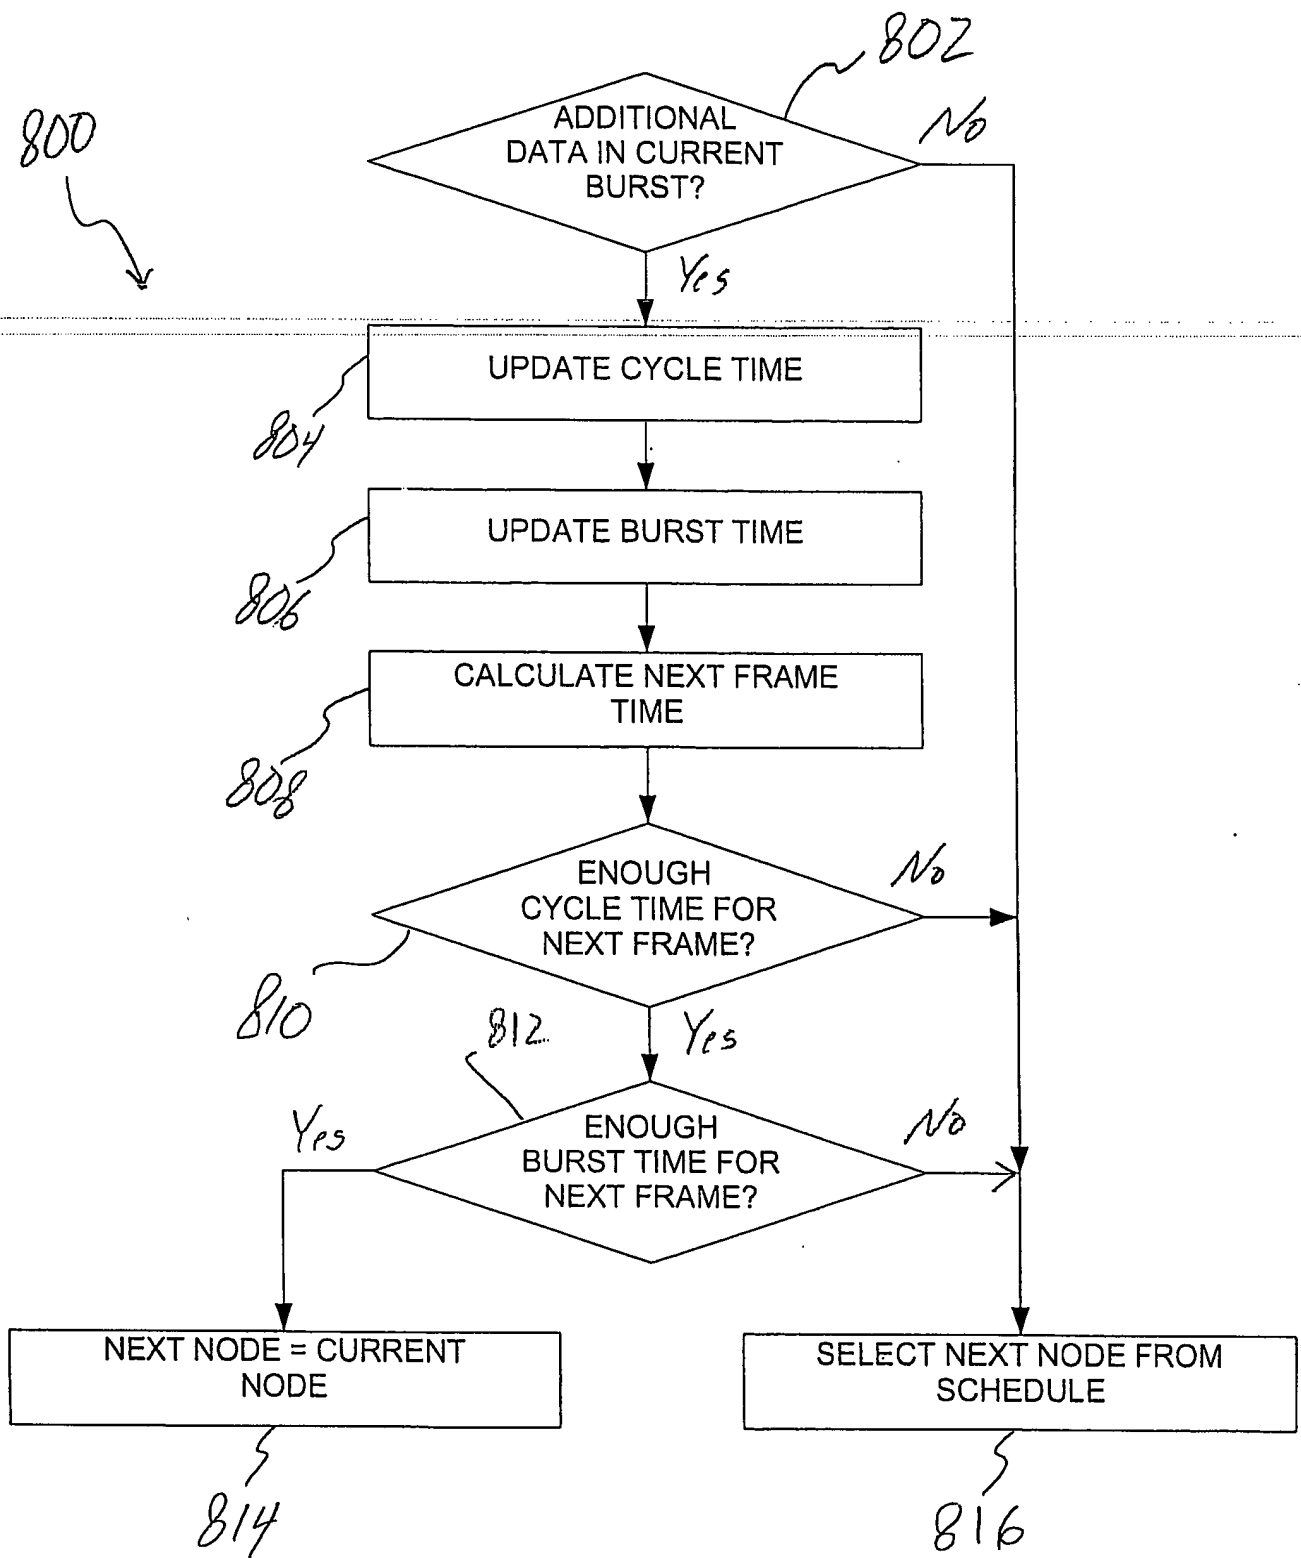 802
800
ADDITIONAL
DATA IN CURRENT
BURST?
No
Yes
UPDATE CYCLE TIME
804
UPDATE BURST TIME
806
CALCULATE NEXT FRAME
TIME
808
ENOUGH
CYCLE TIME FOR
NEXT FRAME?
No
810
Yes
812
ENOUGH
BURST TIME FOR
NEXT FRAME?
Yes
No
NEXT NODE = CURRENT
NODE
SELECT NEXT NODE FROM
SCHEDULE
814
816